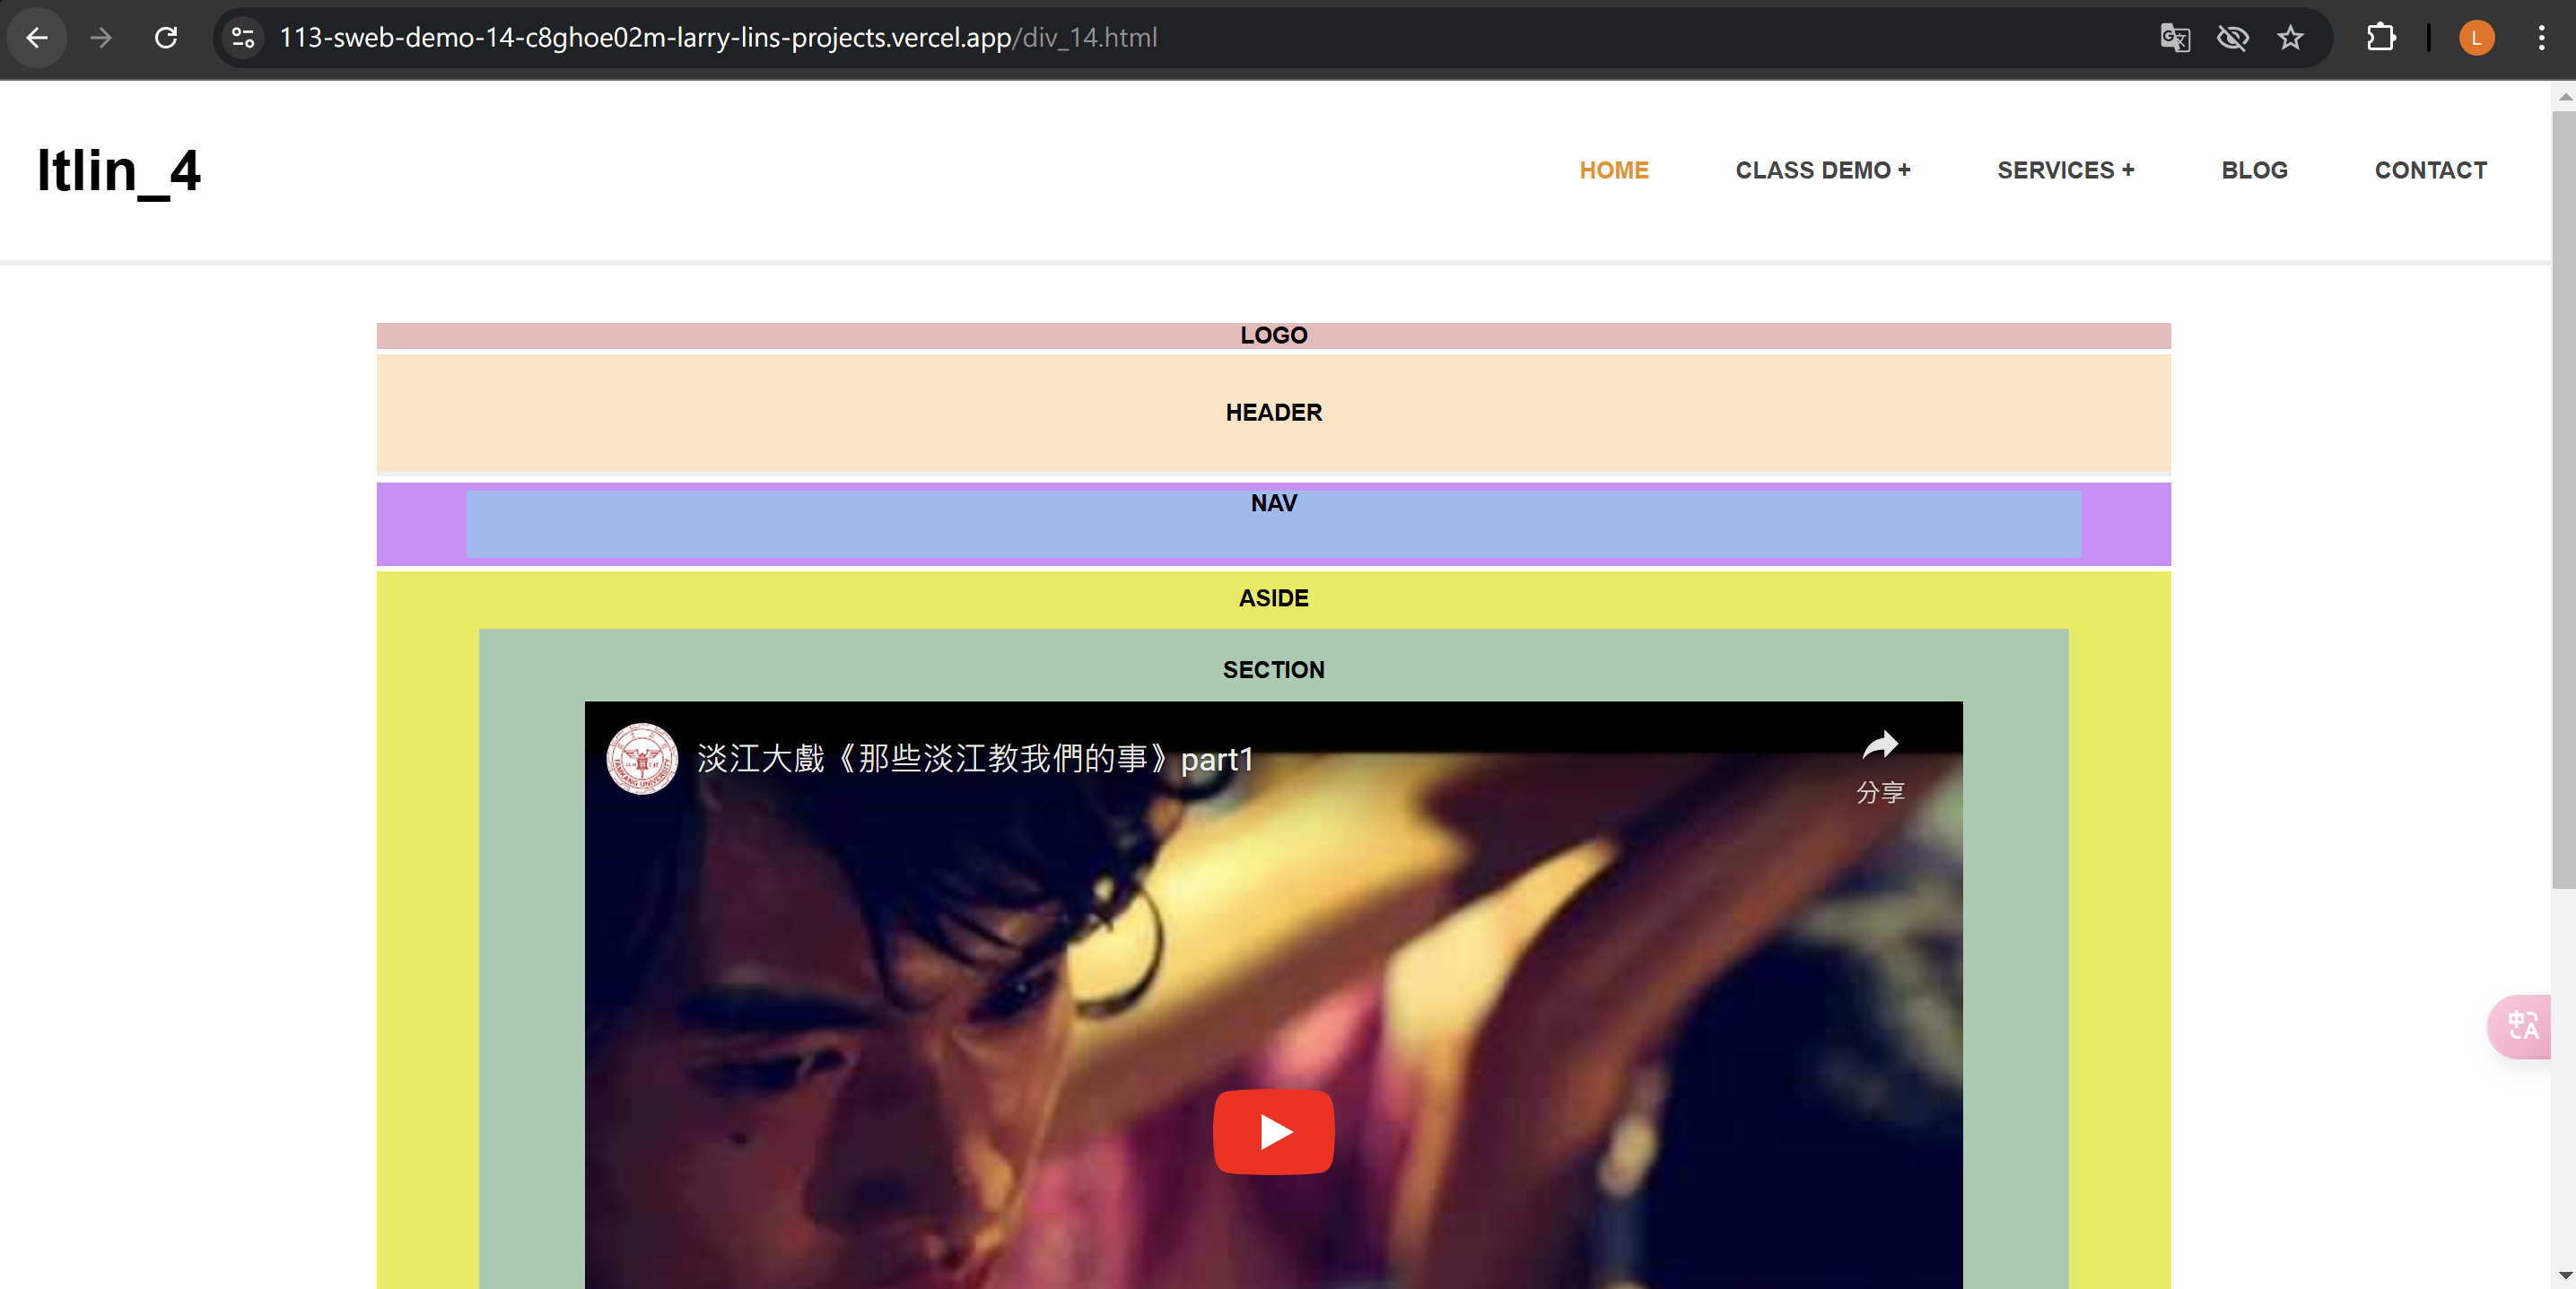 113-sweb-demo-14-c8ghoe02m-larry-lins-projects.vercel.app/div_14.html
L
ltlin_4
HOME CLASS DEMO + SERVICES + BLOG CONTACT
LOGO
HEADER
NAV
ASIDE
SECTION
淡江大戲《那些淡江教我們的事》part1
分享